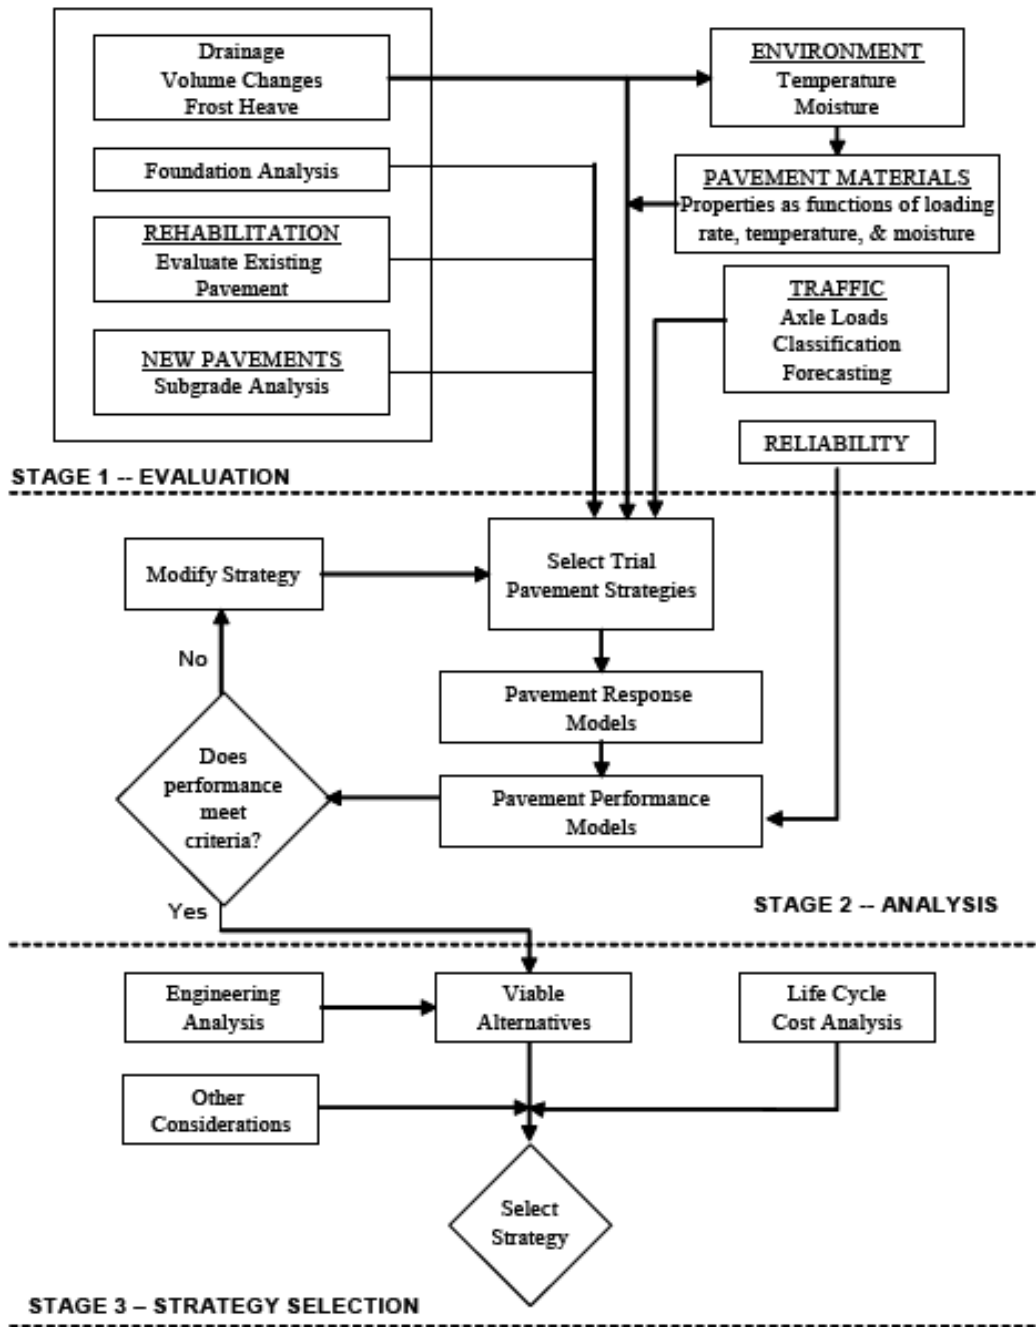 Drainage
Volume Changes
Frost Heave
ENVIRONMENT
Temperature
Moisture
Foundation Analysis
PAVEMENT MATERIALS
Properties as functions of loading
rate, temperature, & moisture
REHABILITATION
Evaluate Existing
Pavement
TRAFFIC
Axle Loads
Classification
Forecasting
NEW PAVEMENTS
Subgrade Analysis
RELIABILITY
STAGE 1 -- EVALUATION
Modify Strategy
Select Trial
Pavement Strategies
No
Pavement Response
Models
Does
performance
meet
criteria?
Pavement Performance
Models
Yes
STAGE 2 -- ANALYSIS
Engineering
Analysis
Viable
Alternatives
Life Cycle
Cost Analysis
Other
Considerations
Select
Strategy
STAGE 3 – STRATEGY SELECTION